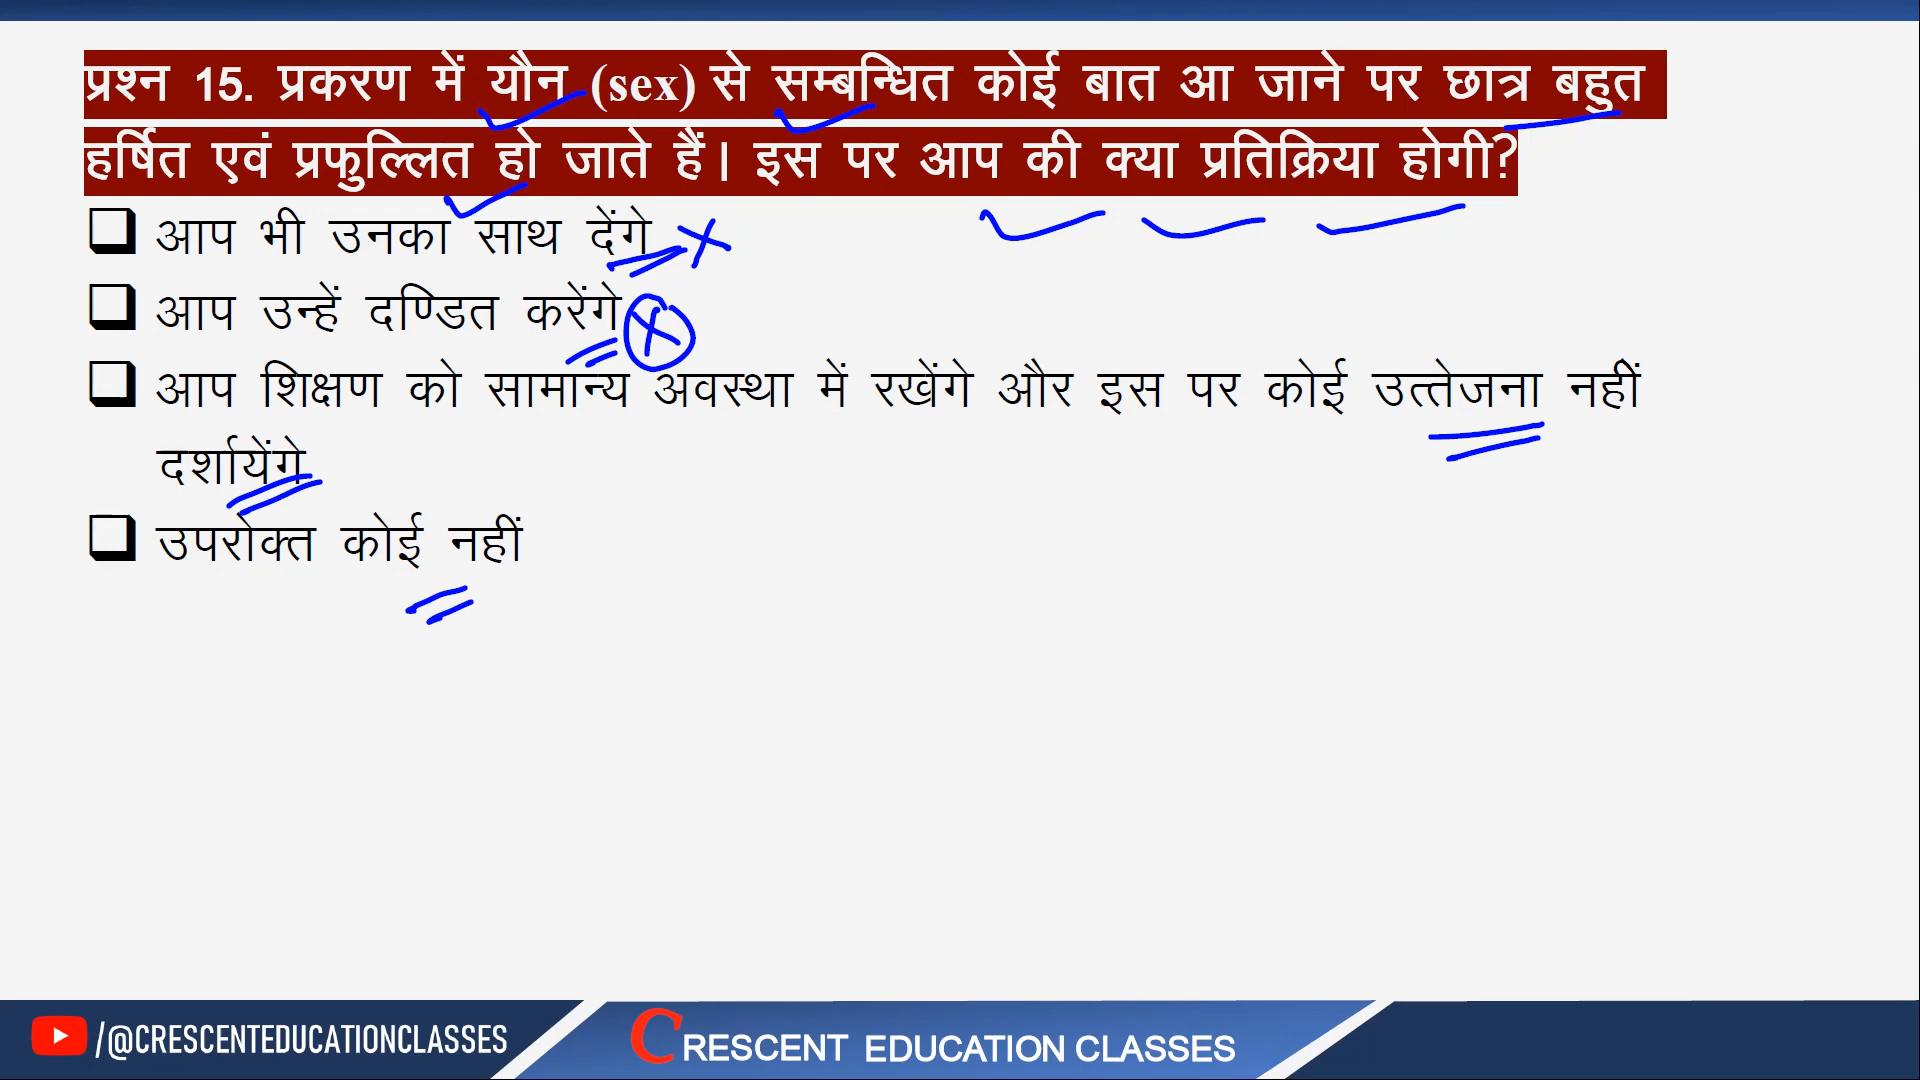 प्रश्न 15. प्रकरण में यौन (sex) से सम्बन्धित कोई बात आ जाने पर छात्र बहुत
हर्षित एवं प्रफुल्लित हो जाते हैं। इस पर आप की क्या प्रतिक्रिया होगी?
आप भी उनका साथ देंगे
आप उन्हें दण्डित करेंगे
आप शिक्षण को सामान्य अवस्था में रखेंगे और इस पर कोई उत्तेजना नहीं
दर्शायेंगे
उपरोक्त कोई नहीं
/@CRESCENTEDUCATIONCLASSES
CRESCENT EDUCATION CLASSES